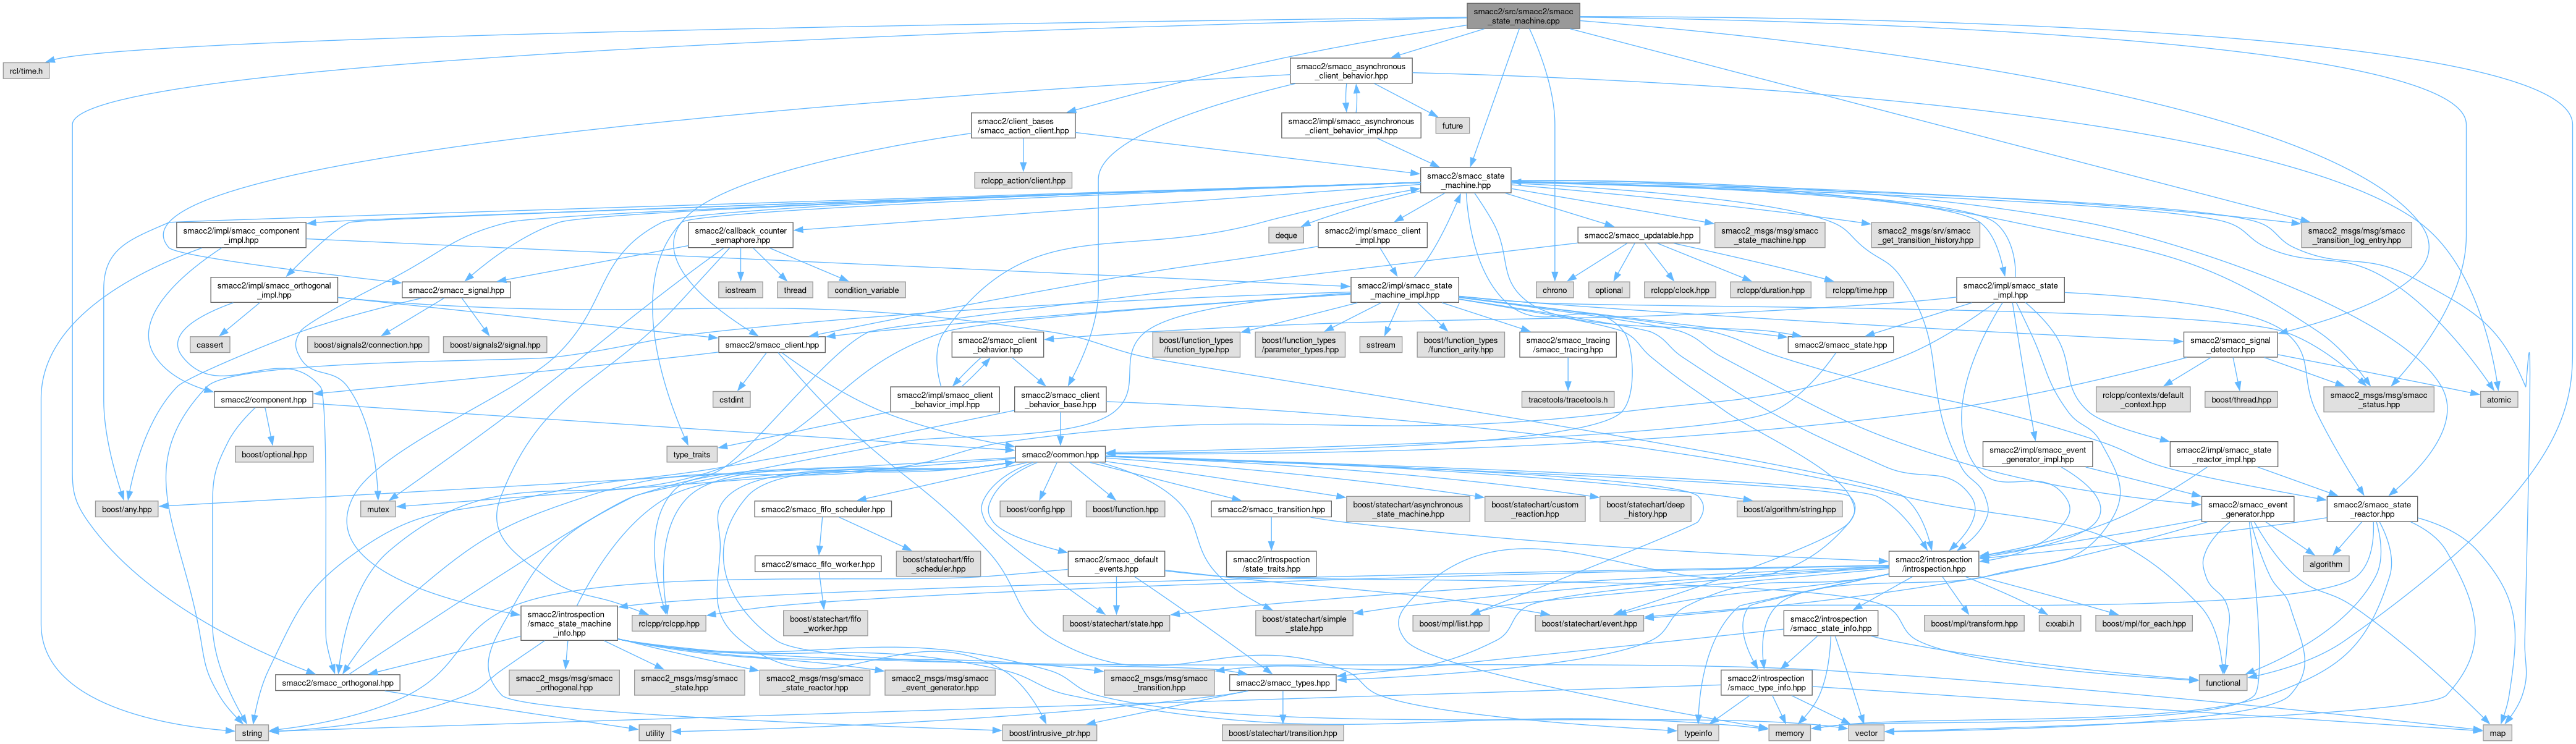 smacc2/src/smacc2/smacc
_state_machine.cpp
rcl/time.h
smacc2/smacc_asynchronous
_client_behavior.hpp
smacc2/client_bases
/smacc_action_client.hpp
smacc2/impl/smacc_asynchronous
_client_behavior_impl.hpp
future
rclcpp_action/client.hpp
smacc2/smacc_state
_machine.hpp
smacc2/impl/smacc_component
_impl.hpp
smacc2/callback_counter
_semaphore.hpp
deque
smacc2/impl/smacc_client
_impl.hpp
smacc2/smacc_updatable.hpp
smacc2_msgs/msg/smacc
_state_machine.hpp
smacc2_msgs/srv/smacc
_get_transition_history.hpp
smacc2_msgs/msg/smacc
_transition_log_entry.hpp
smacc2/impl/smacc_orthogonal
_impl.hpp
smacc2/smacc_signal.hpp
iostream
thread
condition_variable
smacc2/impl/smacc_state
_machine_impl.hpp
chrono
optional
rclcpp/clock.hpp
rclcpp/duration.hpp
rclcpp/time.hpp
smacc2/impl/smacc_state
_impl.hpp
cassert
boost/signals2/connection.hpp
boost/signals2/signal.hpp
smacc2/smacc_client.hpp
smacc2/smacc_client
_behavior.hpp
boost/function_types
/function_type.hpp
boost/function_types
/parameter_types.hpp
sstream
boost/function_types
/function_arity.hpp
smacc2/smacc_tracing
/smacc_tracing.hpp
smacc2/smacc_state.hpp
smacc2/smacc_signal
_detector.hpp
smacc2/component.hpp
cstdint
smacc2/impl/smacc_client
_behavior_impl.hpp
smacc2/smacc_client
_behavior_base.hpp
tracetools/tracetools.h
rclcpp/contexts/default
_context.hpp
boost/thread.hpp
smacc2_msgs/msg/smacc
_status.hpp
atomic
boost/optional.hpp
type_traits
smacc2/common.hpp
smacc2/impl/smacc_event
_generator_impl.hpp
smacc2/impl/smacc_state
_reactor_impl.hpp
boost/any.hpp
mutex
smacc2/smacc_fifo_scheduler.hpp
boost/config.hpp
boost/function.hpp
smacc2/smacc_transition.hpp
boost/statechart/asynchronous
_state_machine.hpp
boost/statechart/custom
_reaction.hpp
boost/statechart/deep
_history.hpp
boost/algorithm/string.hpp
smacc2/smacc_event
_generator.hpp
smacc2/smacc_state
_reactor.hpp
smacc2/smacc_fifo_worker.hpp
boost/statechart/fifo
_scheduler.hpp
smacc2/smacc_default
_events.hpp
smacc2/introspection
/state_traits.hpp
smacc2/introspection
/introspection.hpp
algorithm
smacc2/introspection
/smacc_state_machine
_info.hpp
rclcpp/rclcpp.hpp
boost/statechart/fifo
_worker.hpp
boost/statechart/state.hpp
boost/statechart/simple
_state.hpp
boost/mpl/list.hpp
boost/statechart/event.hpp
smacc2/introspection
/smacc_state_info.hpp
boost/mpl/transform.hpp
cxxabi.h
boost/mpl/for_each.hpp
smacc2/smacc_orthogonal.hpp
smacc2_msgs/msg/smacc
_orthogonal.hpp
smacc2_msgs/msg/smacc
_state.hpp
smacc2_msgs/msg/smacc
_state_reactor.hpp
smacc2_msgs/msg/smacc
_event_generator.hpp
smacc2_msgs/msg/smacc
_transition.hpp
smacc2/smacc_types.hpp
smacc2/introspection
/smacc_type_info.hpp
functional
string
utility
boost/intrusive_ptr.hpp
boost/statechart/transition.hpp
typeinfo
memory
vector
map